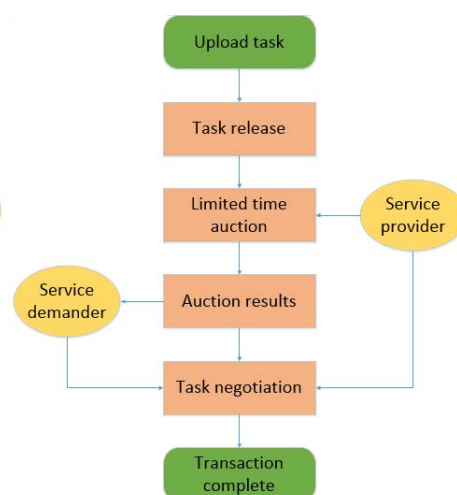 Upload task
Task release
Limited time
auction
Service
provider
Service
demander
Auction results
Task negotiation
Transaction
complete